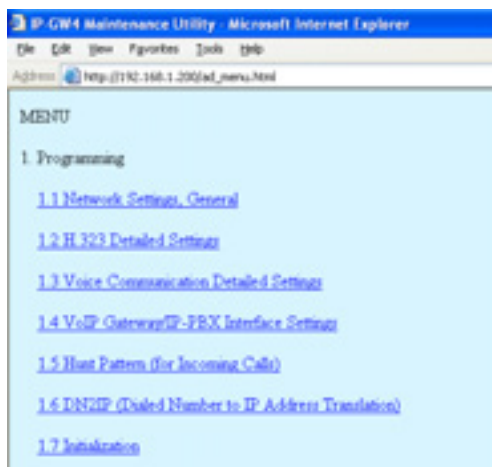 IP-GW4 Maintenance Utility - Microsoft Internet Explorer
File Edit View Favorites Tools Help
Address http://192.168.1.200/ad_menu.html
MENU
1. Programming
1.1 Network Settings, General
1.2 H.323 Detailed Settings
1.3 Voice Communication Detailed Settings
1.4 VoIP Gateway/IP-PBX Interface Settings
1.5 Hunt Pattern (for Incoming Calls)
1.6 DN2IP (Dialed Number to IP Address Translation)
1.7 Initialization